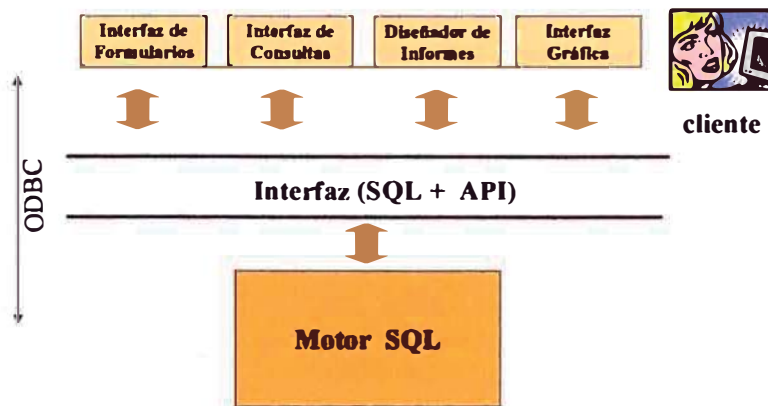 Interfaz de
Formularios
Interfaz de
Consultas
Diseñador de
Informes
Interfaz
Gráfica
cliente
ODBC
Interfaz (SQL + API)
Motor SQL